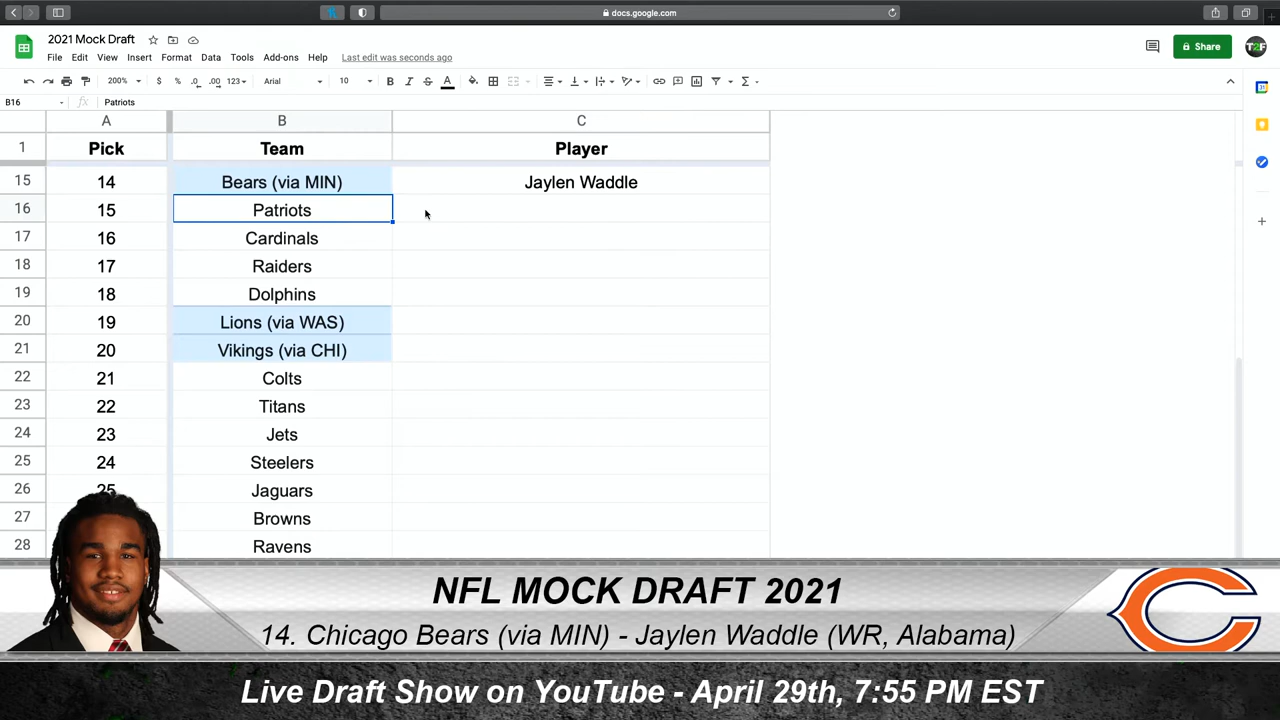 docs.google.com
2021 Mock Draft
File Edit View Insert Format Data Tools Add-ons Help Last edit was seconds ago
Share
T2F
200% $ % .0 .00 123 Arial 10 B I S A
B16 fx Patriots
A B C
1 Pick Team Player
15 14 Bears (via MIN) Jaylen Waddle
16 15 Patriots
17 16 Cardinals
18 17 Raiders
19 18 Dolphins
20 19 Lions (via WAS)
21 20 Vikings (via CHI)
22 21 Colts
23 22 Titans
24 23 Jets
25 24 Steelers
26 25 Jaguars
27 Browns
28 Ravens
NFL MOCK DRAFT 2021
14. Chicago Bears (via MIN) - Jaylen Waddle (WR, Alabama)
Live Draft Show on YouTube - April 29th, 7:55 PM EST